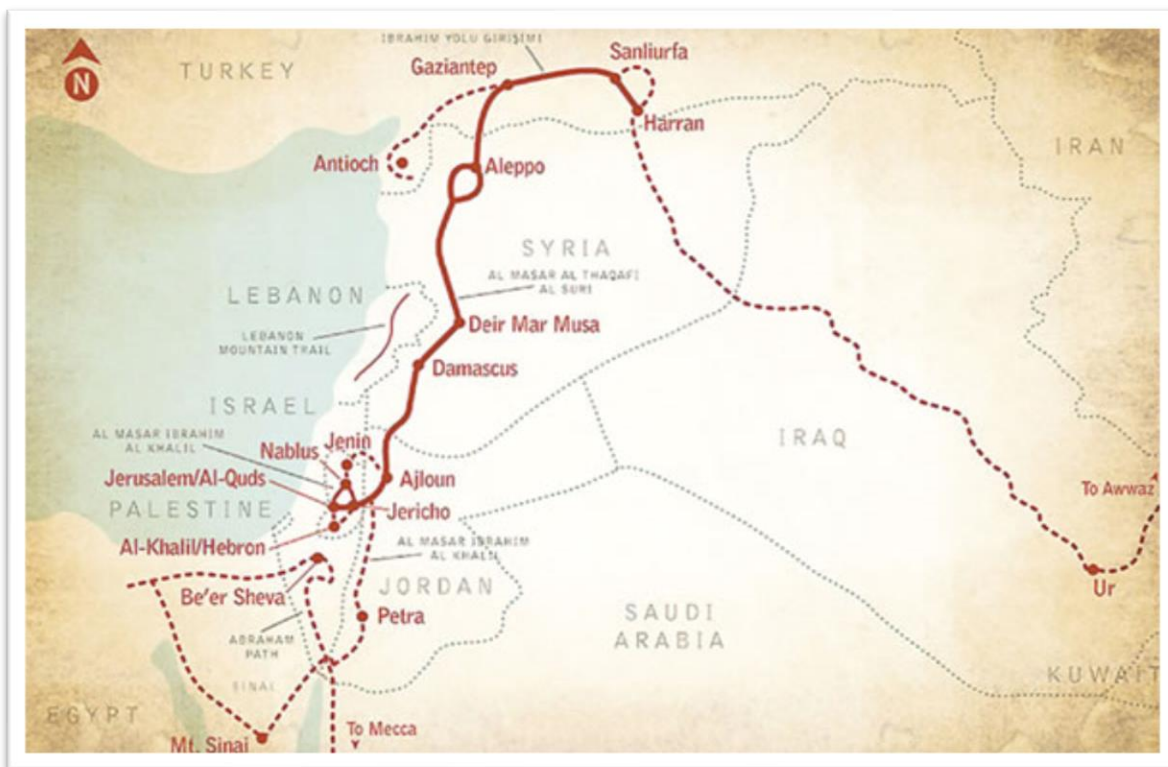 IBRAHIM YOLU GIRIŞIMI
Sanliurfa
Gaziantep
TURKEY
N
Harran
IRAN
Antioch
Aleppo
SYRIA
AL MASAR AL THAQAFI
AL SURI
LEBANON
LEBANON
MOUNTAIN TRAIL
Deir Mar Musa
Damascus
ISRAEL
AL MASAR IBRAHIM
AL KHALIL
IRAQ
Nablus
Jenin
Jerusalem/Al-Quds
Ajloun
To Awwaz
PALESTINE
Jericho
Al-Khalil/Hebron
AL MASAR IBRAHIM
AL KHALIL
Be'er Sheva
JORDAN
Ur
Petra
SAUDI
ARABIA
ABRAHAM
PATH
SINAI
KUWAIT
EGYPT
To Mecca
Mt. Sinai